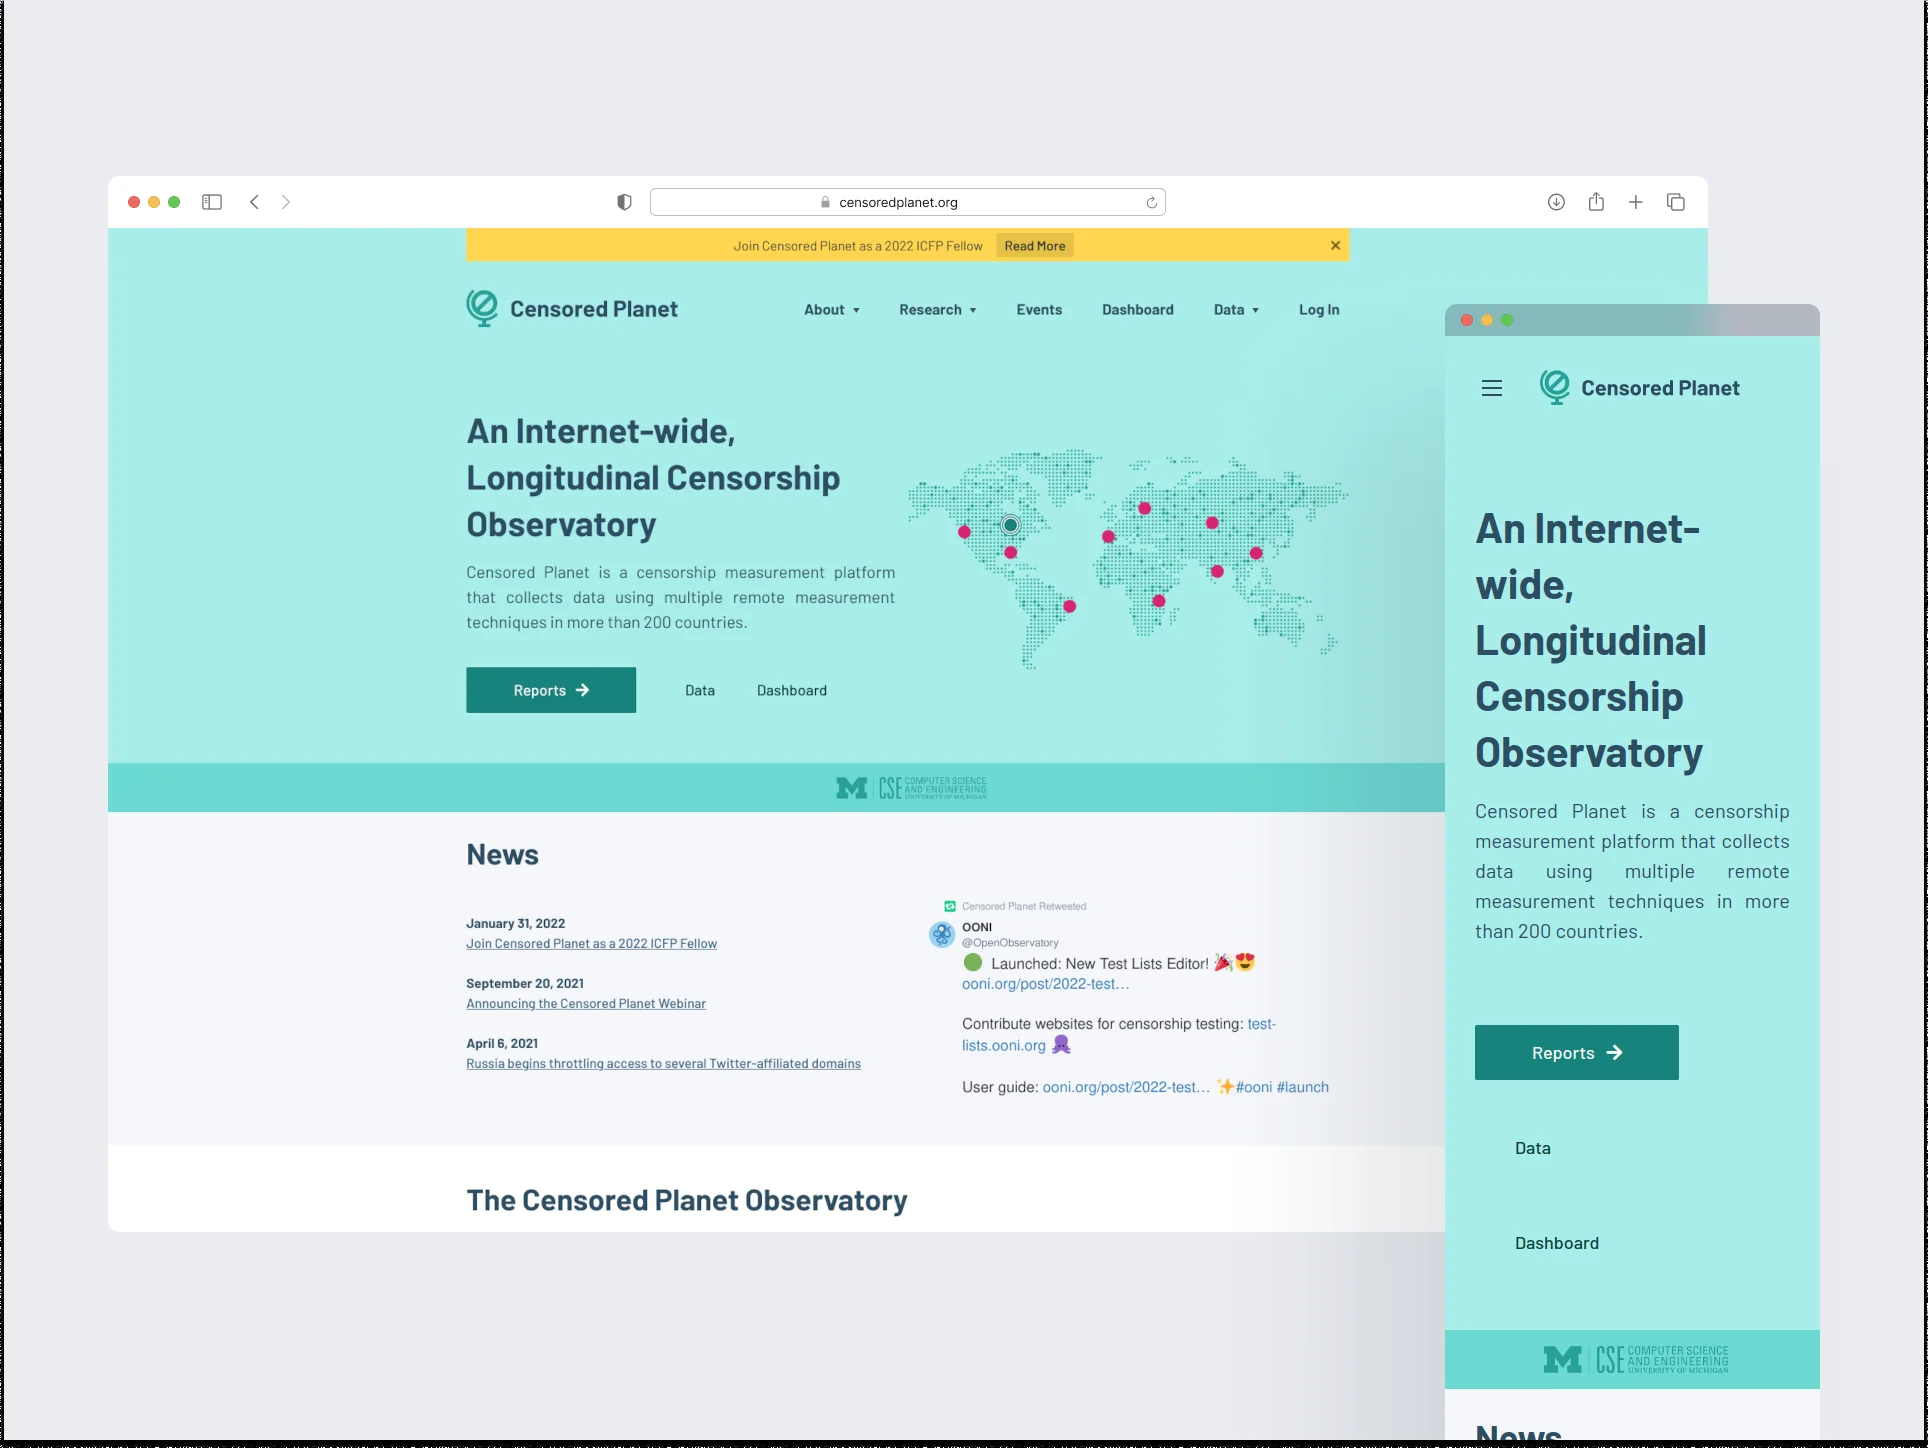 censoredplanet.org
Join Censored Planet as a 2022 ICFP Fellow Read More
Censored Planet About Research Events Dashboard Data Log In
An Internet-wide,
Longitudinal Censorship
Observatory
Censored Planet is a censorship measurement platform
that collects data using multiple remote measurement
techniques in more than 200 countries.
Reports Data Dashboard
M CSE COMPUTER SCIENCE
AND ENGINEERING
UNIVERSITY OF MICHIGAN
News
January 31, 2022
Join Censored Planet as a 2022 ICFP Fellow
September 20, 2021
Announcing the Censored Planet Webinar
April 6, 2021
Russia begins throttling access to several Twitter-affiliated domains
Censored Planet Retweeted
OONI
@OpenObservatory
Launched: New Test Lists Editor! 🎉😍
ooni.org/post/2022-test…
Contribute websites for censorship testing: test-
lists.ooni.org 🐙
User guide: ooni.org/post/2022-test… ✨#ooni #launch
The Censored Planet Observatory
Censored Planet
An Internet-
wide,
Longitudinal
Censorship
Observatory
Censored Planet is a censorship
measurement platform that collects
data using multiple remote
measurement techniques in more
than 200 countries.
Reports
Data
Dashboard
M CSE COMPUTER SCIENCE
AND ENGINEERING
UNIVERSITY OF MICHIGAN
News